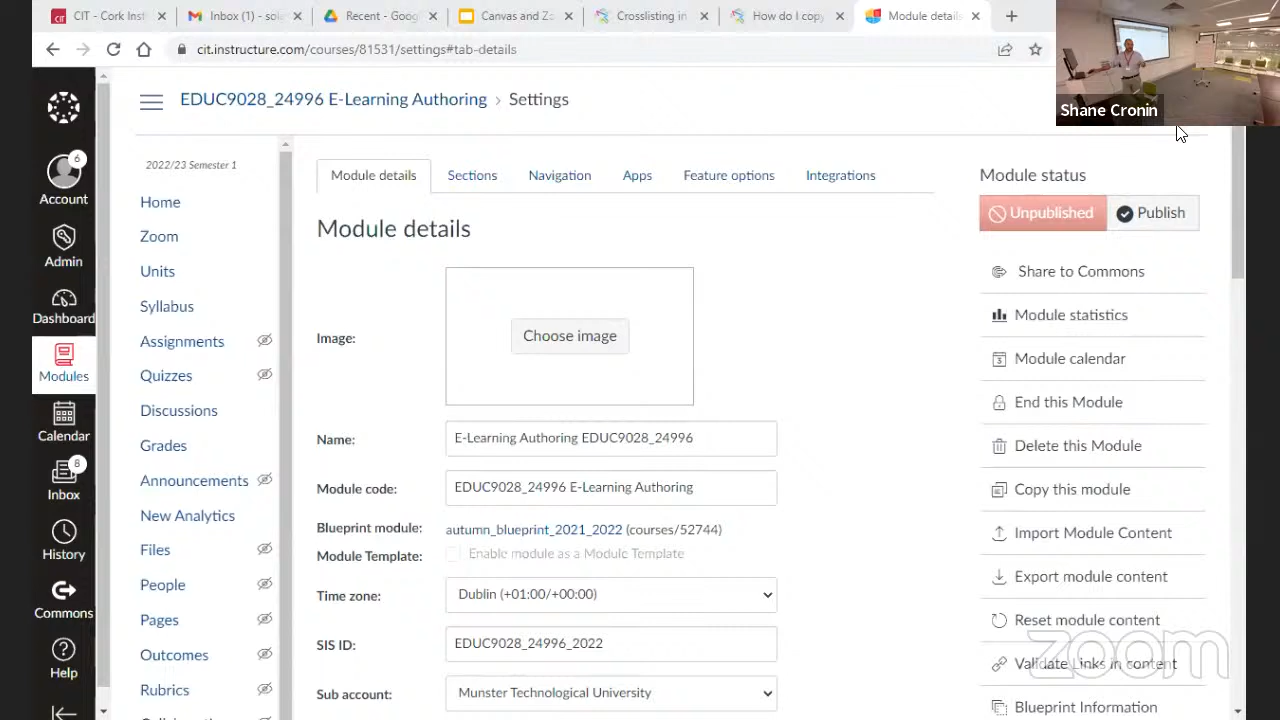 CIT - Cork Inst
Inbox (1) - sol
Recent - Goog
Canvas and Zo
Crosslisting in
How do I copy
Module detail
cit.instructure.com/courses/81531/settings#tab-details
EDUC9028_24996 E-Learning Authoring > Settings
Shane Cronin
2022/23 Semester 1
6
Account
Admin
Dashboard
Modules
Calendar
8
Inbox
History
Commons
Help
Home
Zoom
Units
Syllabus
Assignments
Quizzes
Discussions
Grades
Announcements
New Analytics
Files
People
Pages
Outcomes
Rubrics
Module details
Sections
Navigation
Apps
Feature options
Integrations
Module details
Image:
Choose image
Name: E-Learning Authoring EDUC9028_24996
Module code: EDUC9028_24996 E-Learning Authoring
Blueprint module: autumn_blueprint_2021_2022 (courses/52744)
Module Template: Enable module as a Module Template
Time zone: Dublin (+01:00/+00:00)
SIS ID: EDUC9028_24996_2022
Sub account: Munster Technological University
Module status
Unpublished Publish
Share to Commons
Module statistics
Module calendar
End this Module
Delete this Module
Copy this module
Import Module Content
Export module content
Reset module content
Validate Links in content
Blueprint Information
zoom